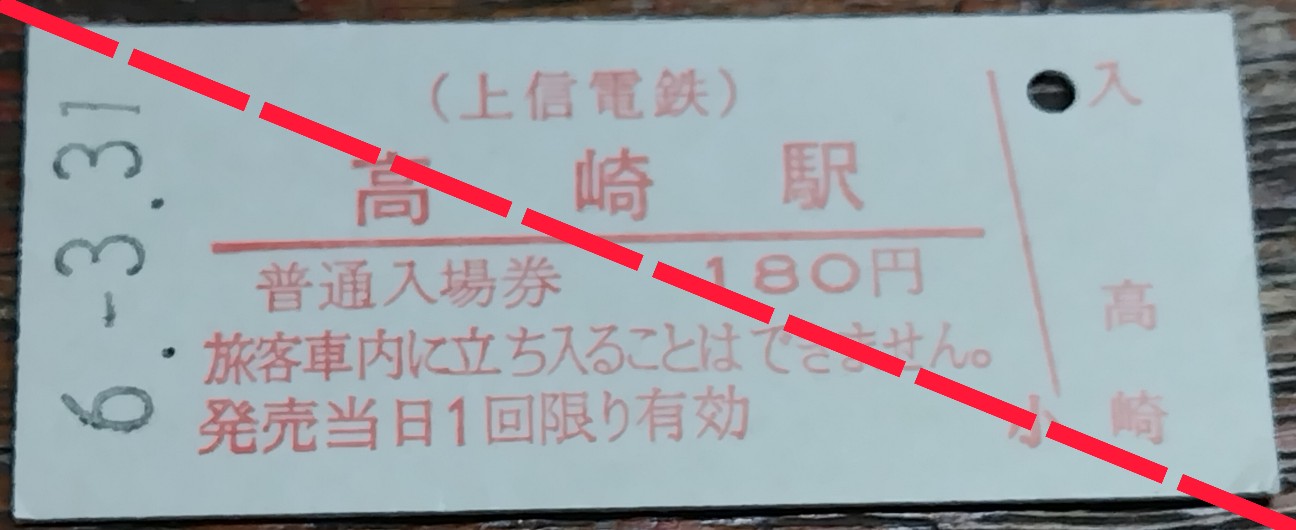 6.-3.31
(上信電鉄)
高崎駅
普通入場券 180円
旅客車内に立ち入ることはできません。
発売当日1回限り有効
小
入
高
崎